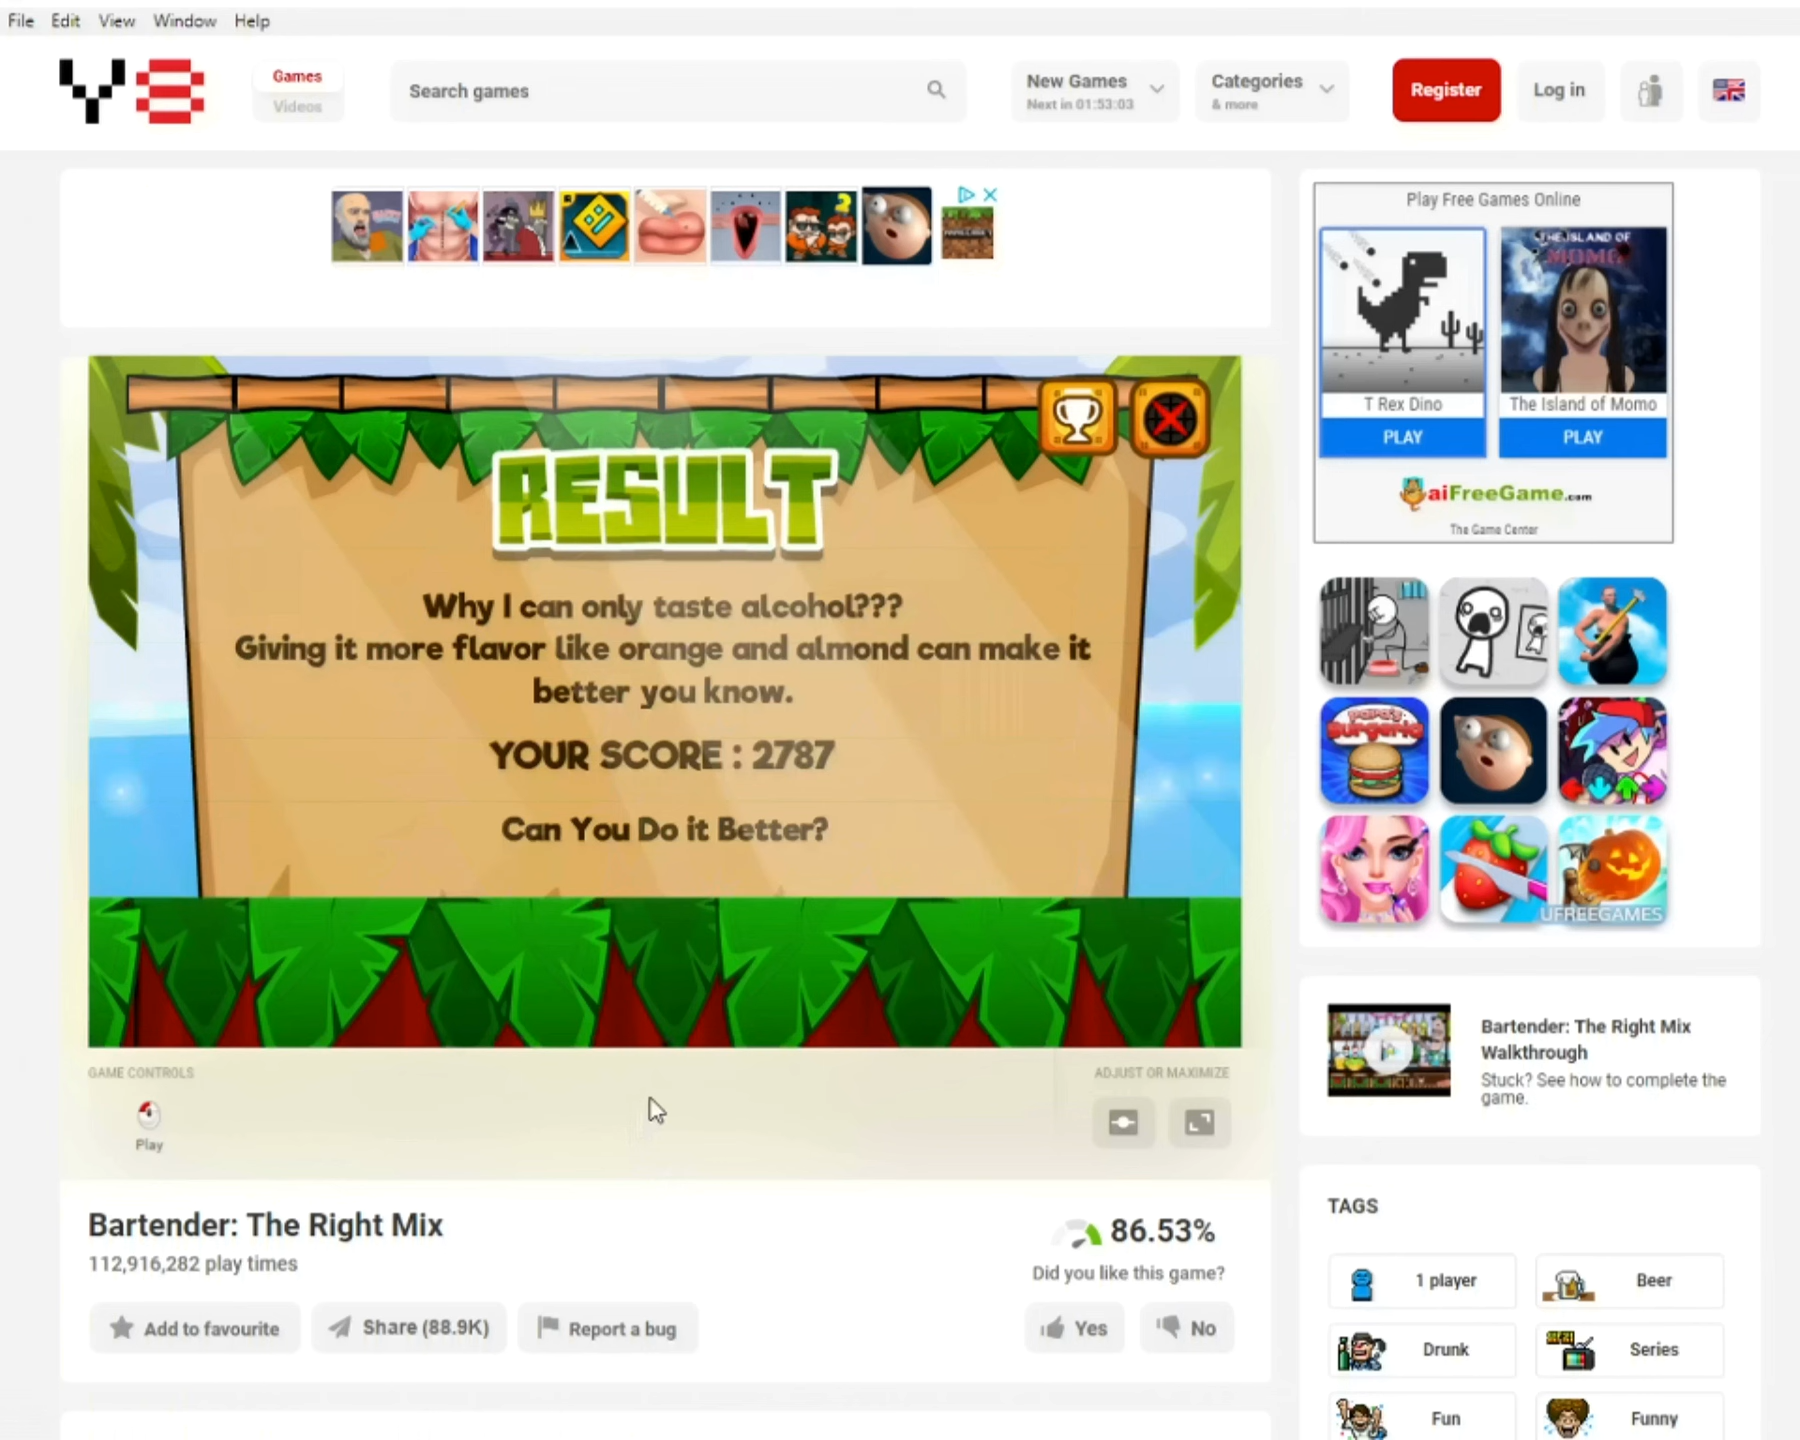 File Edit View Window Help
Y8
Games
Videos
Search games
New Games
Next in 01:53:03
Categories
& more
Register
Log in
Play Free Games Online
THE ISLAND OF
MOMO
T Rex Dino
The Island of Momo
PLAY
PLAY
aiFreeGame.com
The Game Center
RESULT
Why I can only taste alcohol???
Giving it more flavor like orange and almond can make it
better you know.
YOUR SCORE : 2787
Can You Do it Better?
UFREEGAMES
GAME CONTROLS
Play
ADJUST OR MAXIMIZE
Bartender: The Right Mix
Walkthrough
Stuck? See how to complete the
game.
Bartender: The Right Mix
112,916,282 play times
86.53%
Did you like this game?
Add to favourite
Share (88.9K)
Report a bug
Yes
No
TAGS
1 player
Beer
Drunk
Series
Fun
Funny